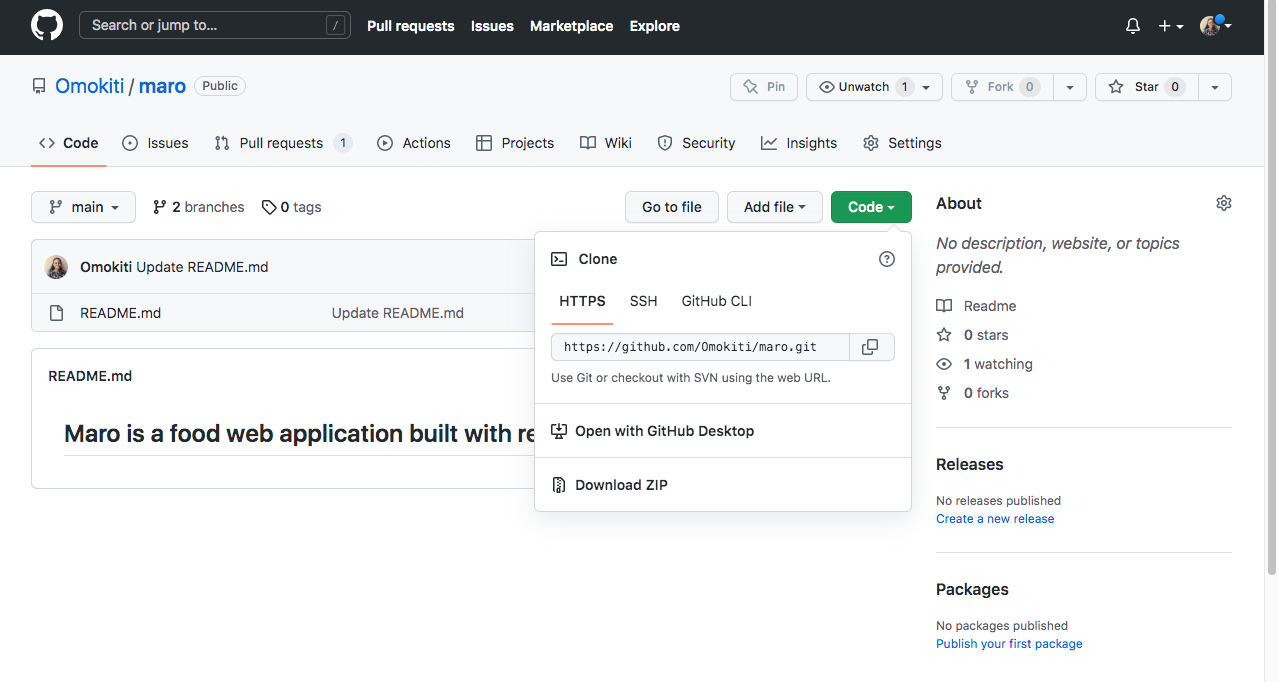 Search or jump to... /
Pull requests Issues Marketplace Explore
Omokiti / maro Public
Pin Unwatch 1 Fork 0 Star 0
Code Issues Pull requests 1 Actions Projects Wiki Security Insights Settings
main 2 branches 0 tags Go to file Add file Code
Omokiti Update README.md
README.md Update README.md
README.md
Maro is a food web application built with
Clone ?
HTTPS SSH GitHub CLI
https://github.com/Omokiti/maro.git
Use Git or checkout with SVN using the web URL.
Open with GitHub Desktop
Download ZIP
About
No description, website, or topics
provided.
Readme
0 stars
1 watching
0 forks
Releases
No releases published
Create a new release
Packages
No packages published
Publish your first package